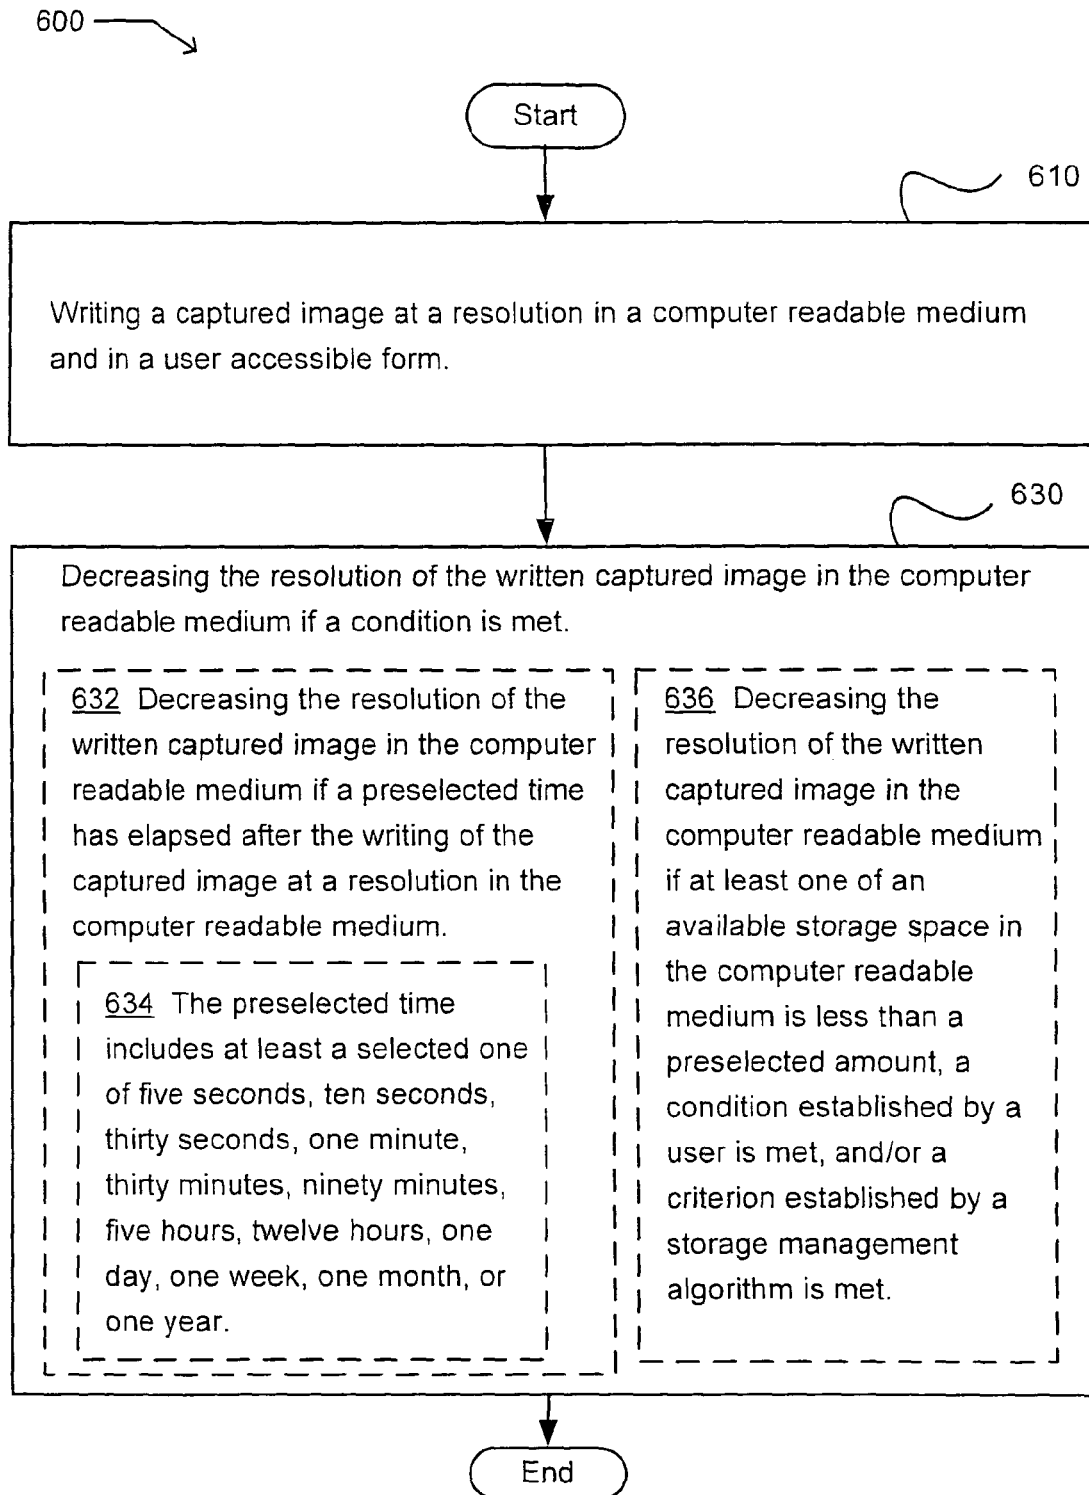 600
Start
610
Writing a captured image at a resolution in a computer readable medium
and in a user accessible form.
630
Decreasing the resolution of the written captured image in the computer
readable medium if a condition is met.
632 Decreasing the resolution of the
written captured image in the computer
readable medium if a preselected time
has elapsed after the writing of the
captured image at a resolution in the
computer readable medium.
634 The preselected time
includes at least a selected one
of five seconds, ten seconds,
thirty seconds, one minute,
thirty minutes, ninety minutes,
five hours, twelve hours, one
day, one week, one month, or
one year.
636 Decreasing the
resolution of the written
captured image in the
computer readable medium
if at least one of an
available storage space in
the computer readable
medium is less than a
preselected amount, a
condition established by a
user is met, and/or a
criterion established by a
storage management
algorithm is met.
End